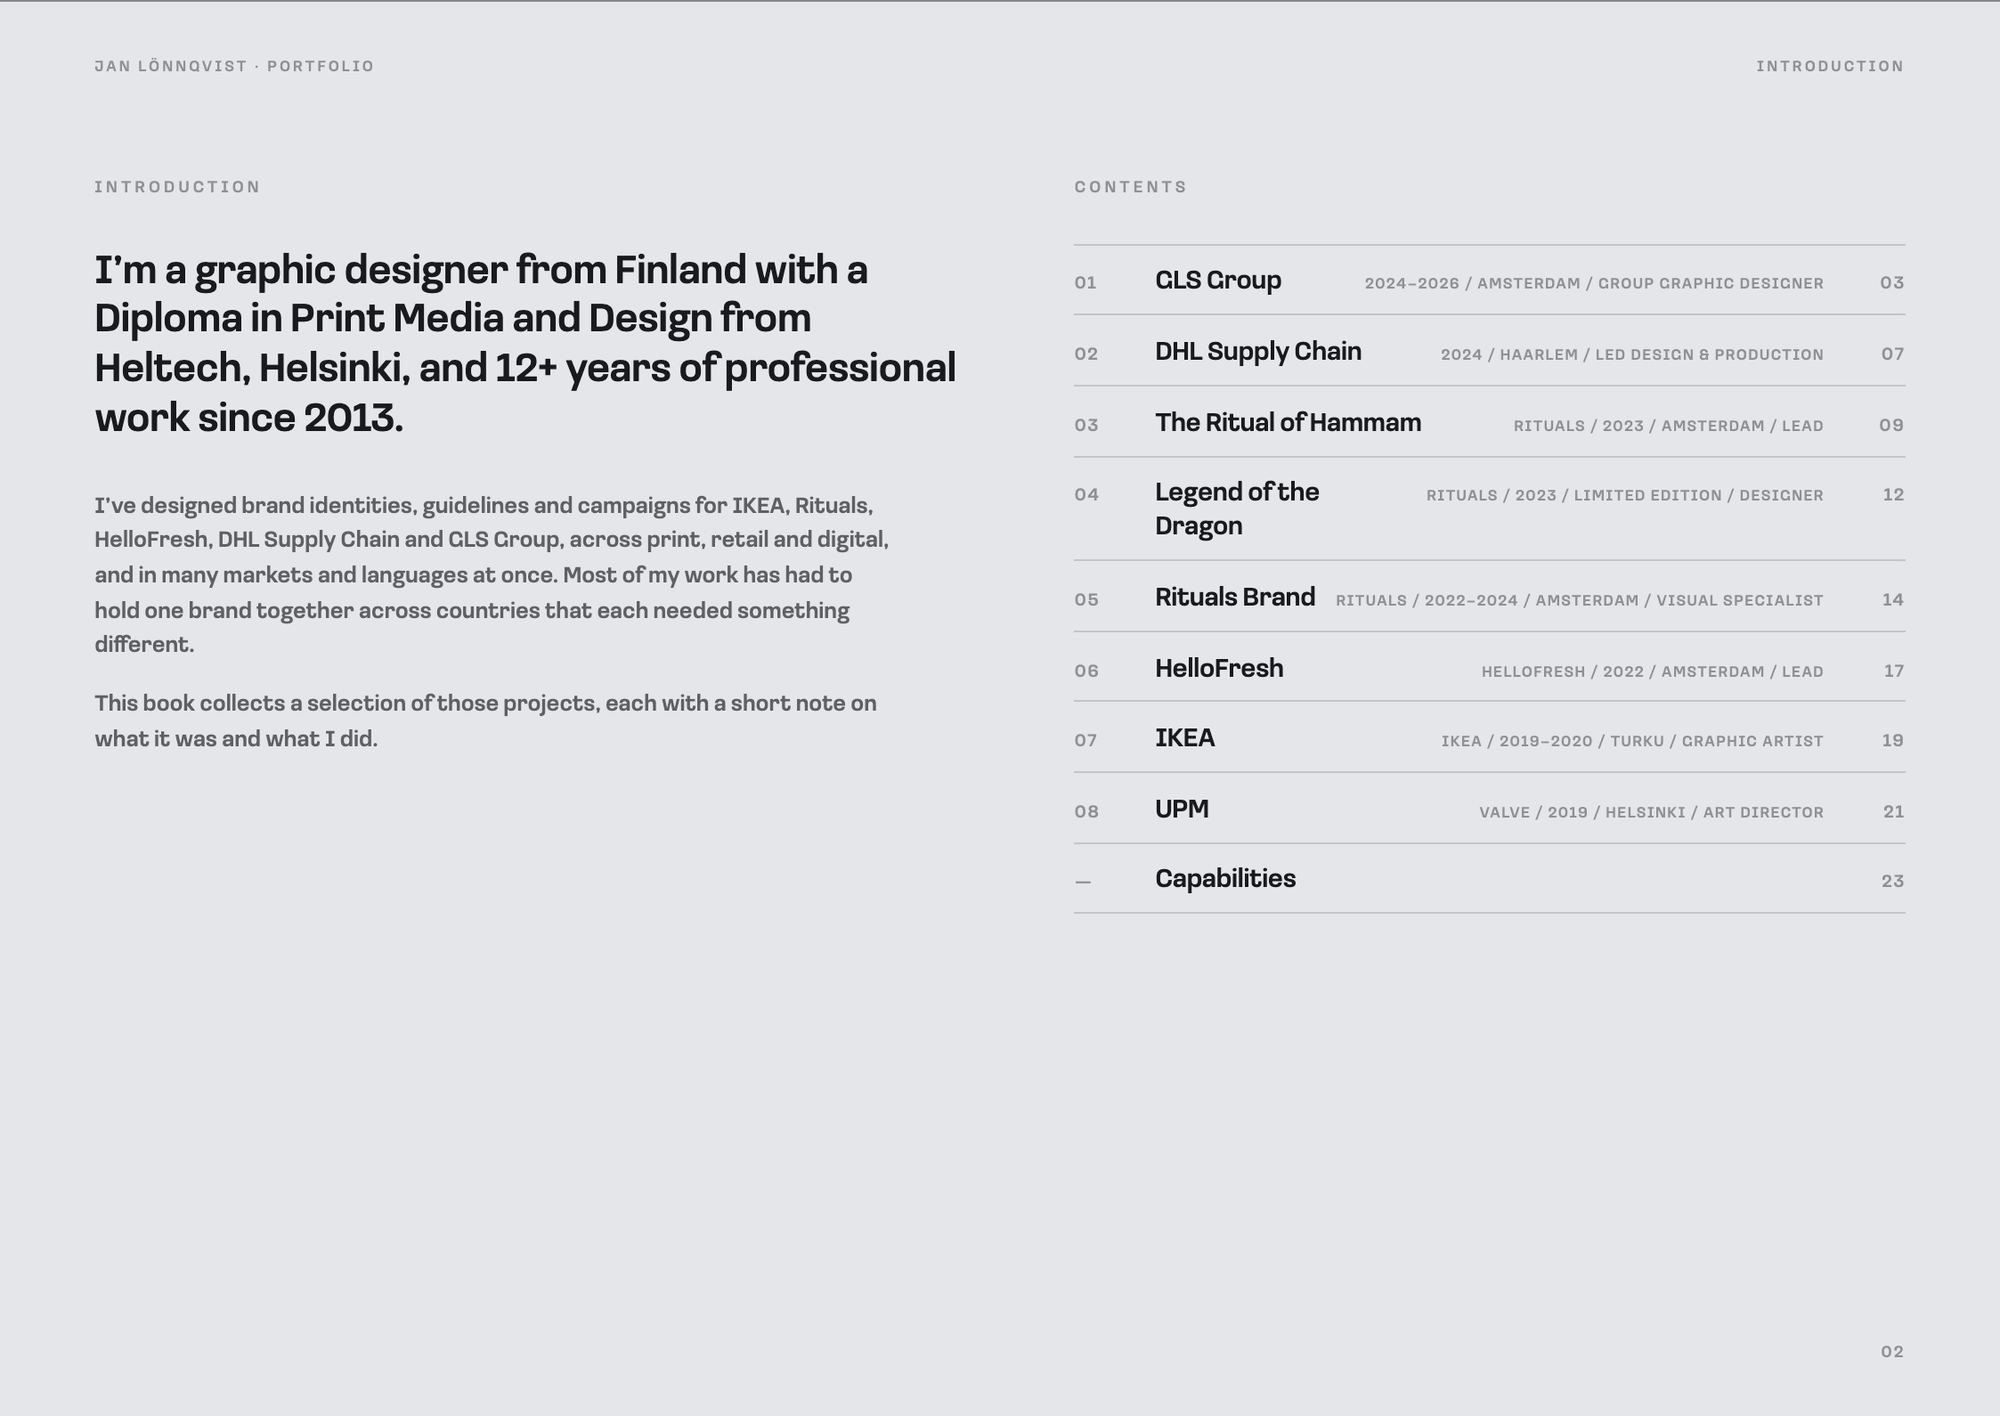 JAN LÖNNQVIST · PORTFOLIO
INTRODUCTION
INTRODUCTION
I’m a graphic designer from Finland with a
Diploma in Print Media and Design from
Heltech, Helsinki, and 12+ years of professional
work since 2013.
I’ve designed brand identities, guidelines and campaigns for IKEA, Rituals,
HelloFresh, DHL Supply Chain and GLS Group, across print, retail and digital,
and in many markets and languages at once. Most of my work has had to
hold one brand together across countries that each needed something
different.
This book collects a selection of those projects, each with a short note on
what it was and what I did.
CONTENTS
01 GLS Group 2024–2026 / AMSTERDAM / GROUP GRAPHIC DESIGNER 03
02 DHL Supply Chain 2024 / HAARLEM / LED DESIGN & PRODUCTION 07
03 The Ritual of Hammam RITUALS / 2023 / AMSTERDAM / LEAD 09
04 Legend of the RITUALS / 2023 / LIMITED EDITION / DESIGNER 12
Dragon
05 Rituals Brand RITUALS / 2022–2024 / AMSTERDAM / VISUAL SPECIALIST 14
06 HelloFresh HELLOFRESH / 2022 / AMSTERDAM / LEAD 17
07 IKEA IKEA / 2019–2020 / TURKU / GRAPHIC ARTIST 19
08 UPM VALVE / 2019 / HELSINKI / ART DIRECTOR 21
— Capabilities 23
02